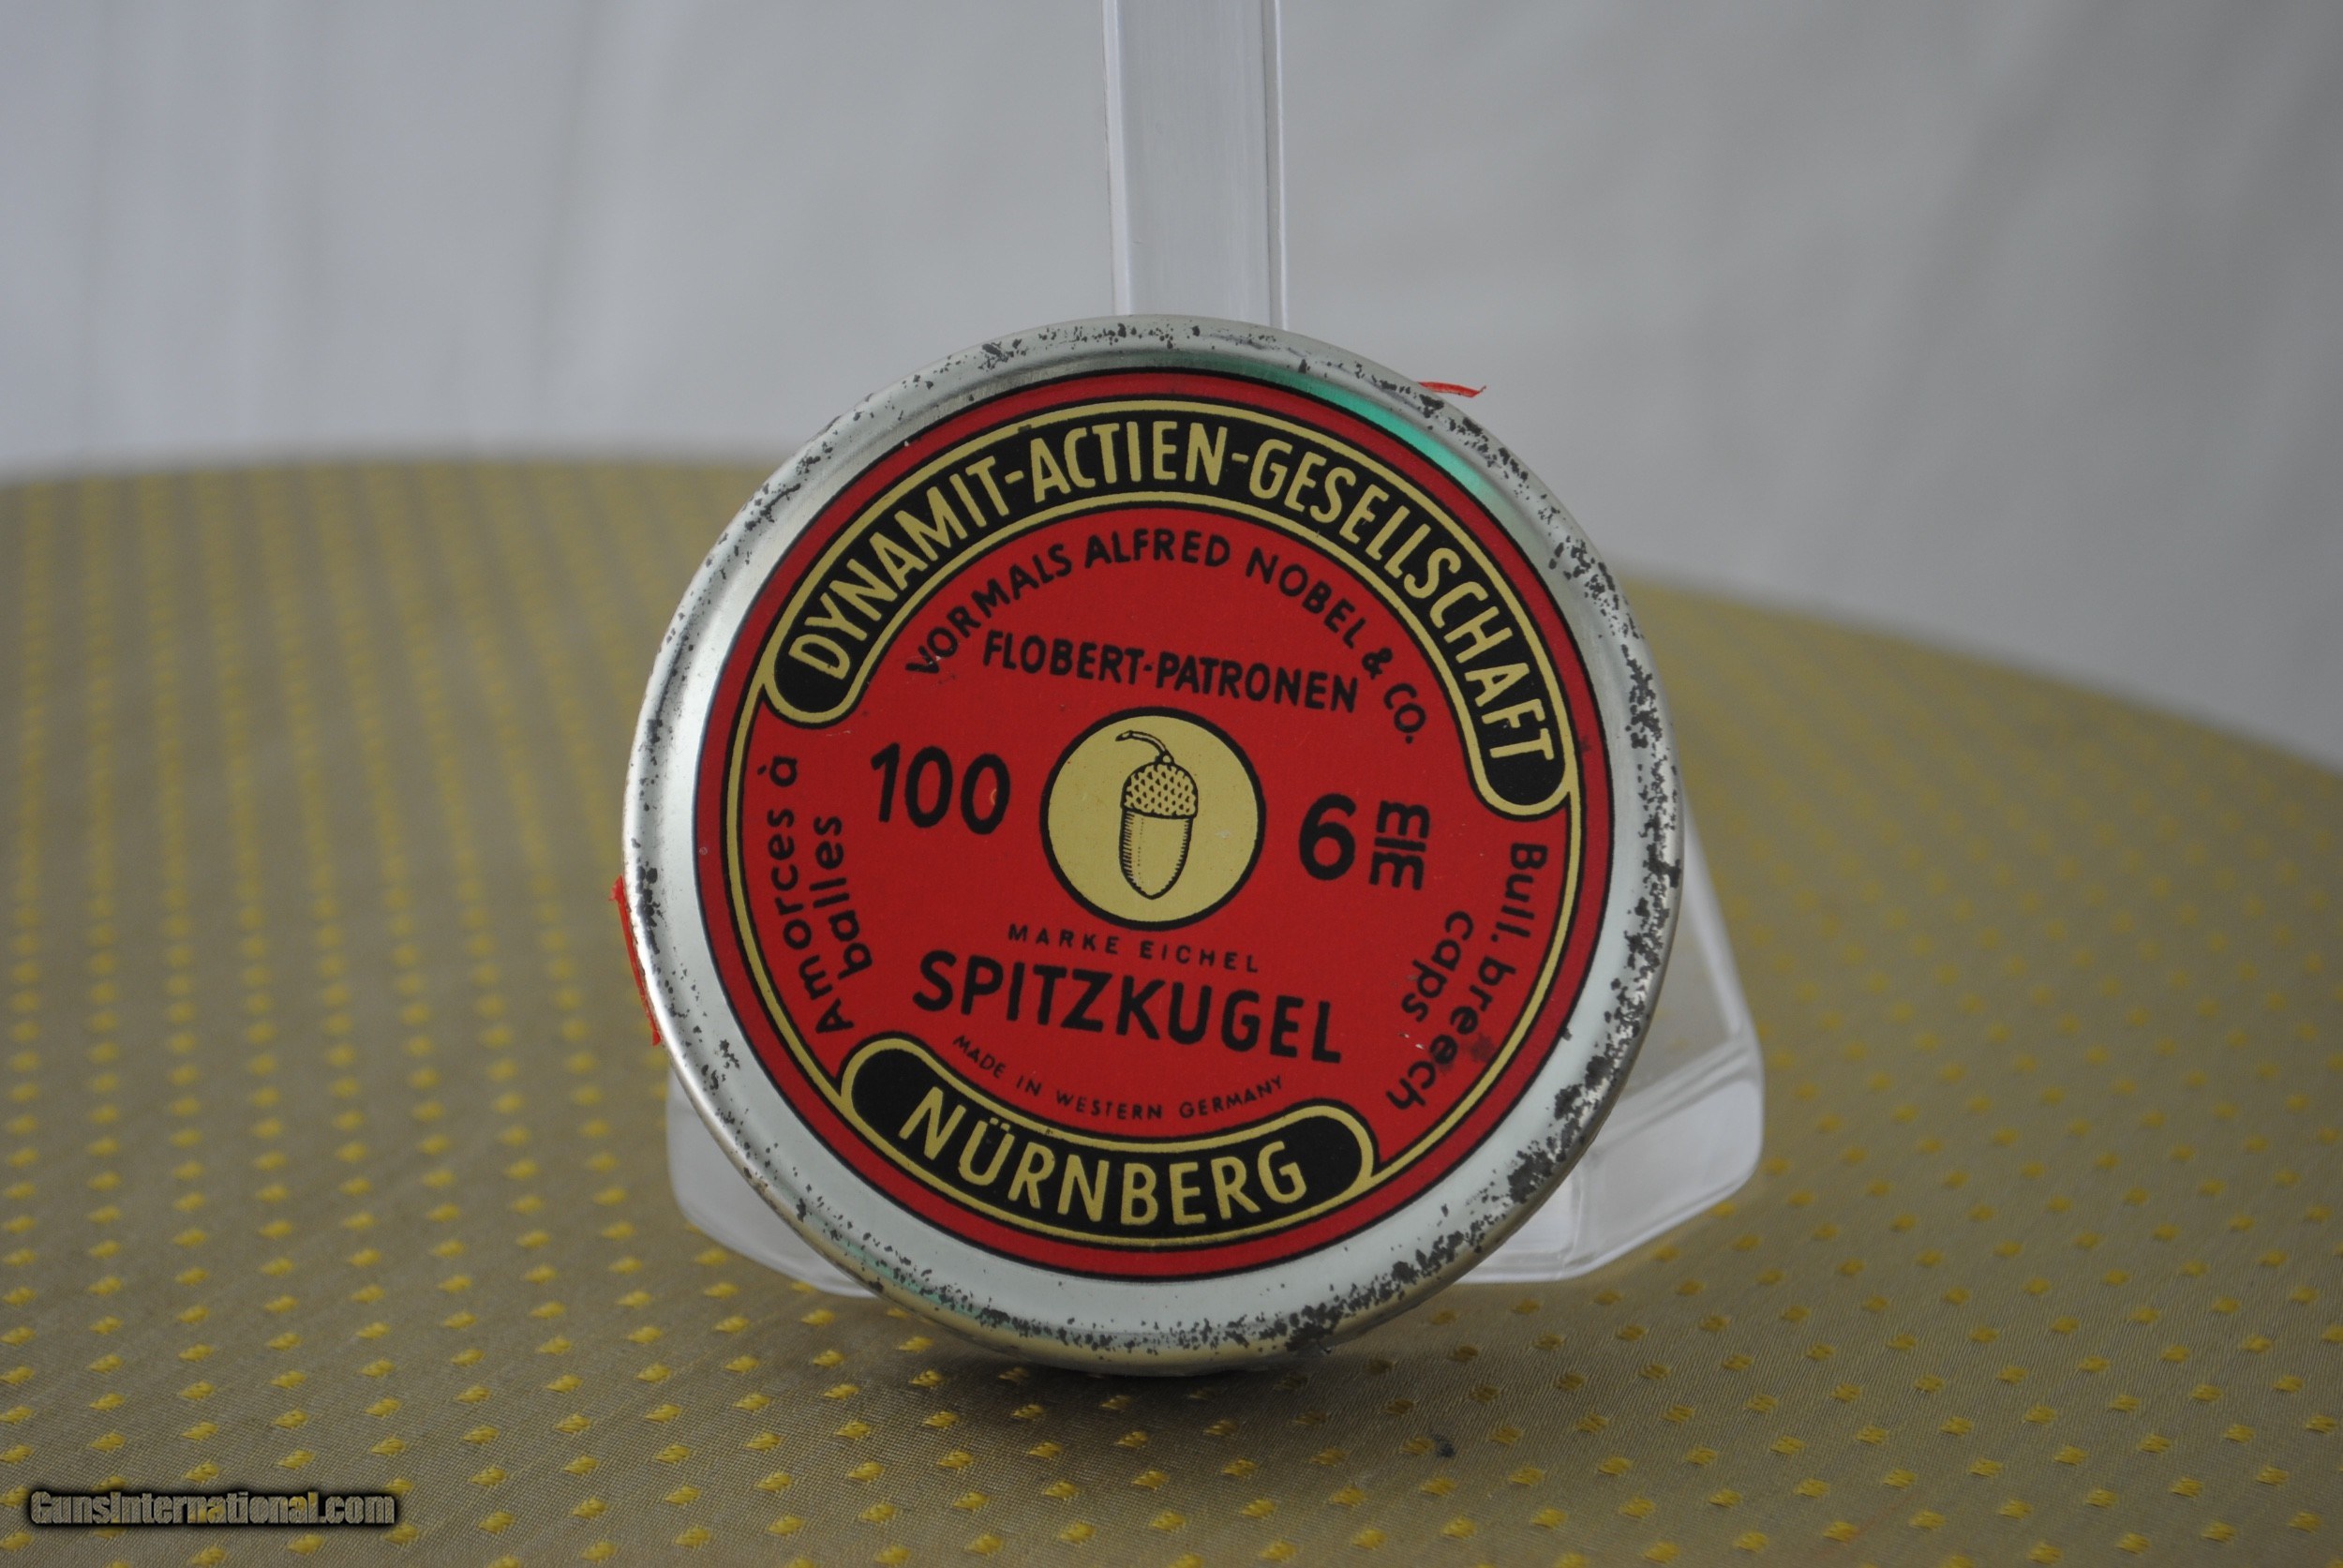 DYNAMIT-ACTIEN-GESELLSCHAFT
VORMALS ALFRED NOBEL & CO.
FLOBERT-PATRONEN
100
6 m/m
Amorces à
balles
Bull. breech
caps
MARKE EICHEL
SPITZKUGEL
MADE IN WESTERN GERMANY
NÜRNBERG
GunsInternational.com